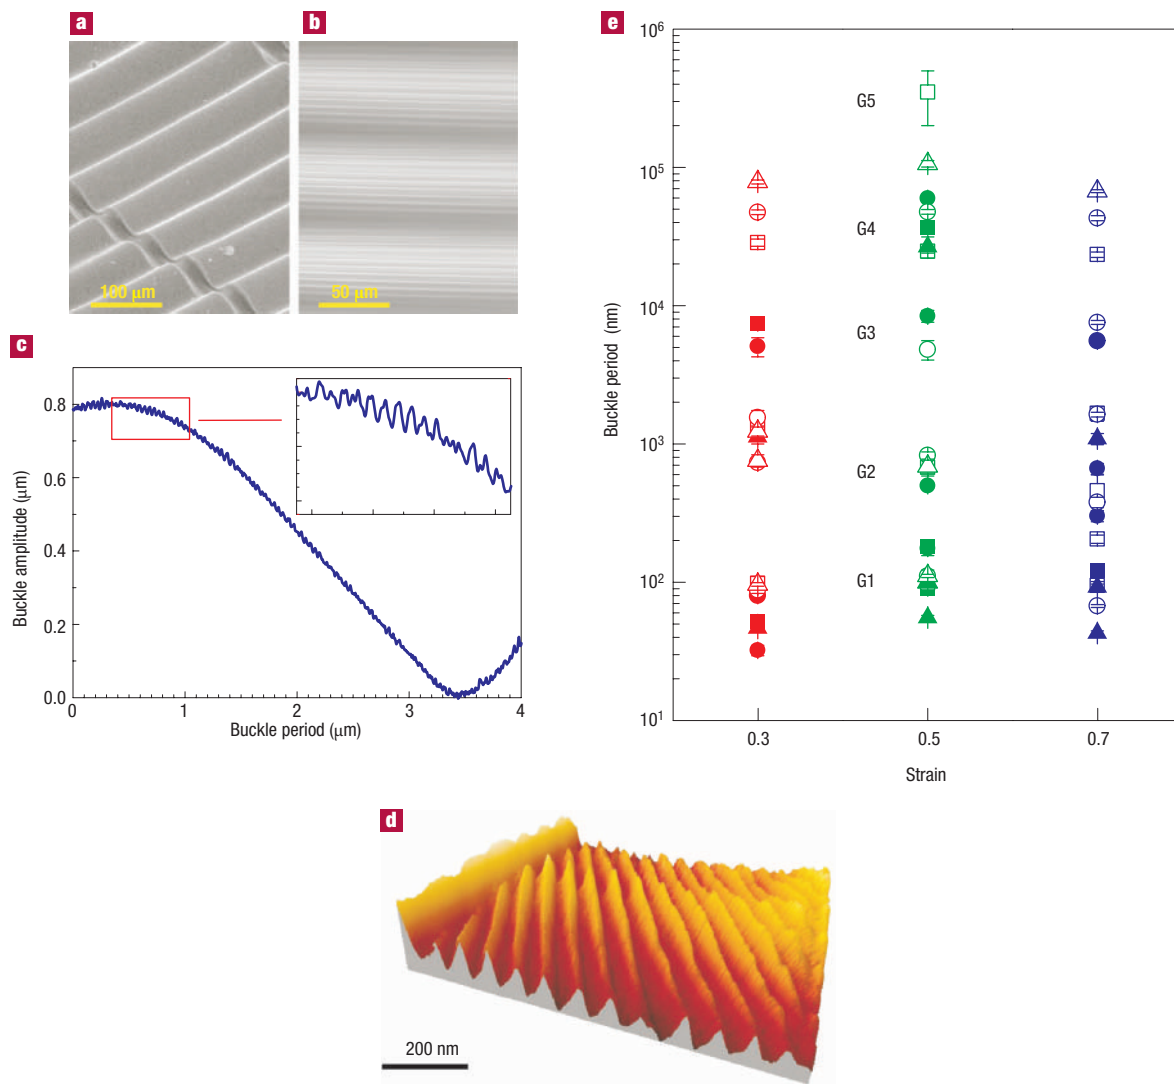 a
b
100 µm
50 µm
c
Buckle amplitude (µm)
0.8
0.6
0.4
0.8
0.0
0
1
2
3
4
Buckle period (µm)
d
200 nm
e
Buckle period (nm)
10⁶
10⁵
10⁴
10³
10²
10¹
G5
G4
G3
G2
G1
0.3
0.5
0.7
Strain